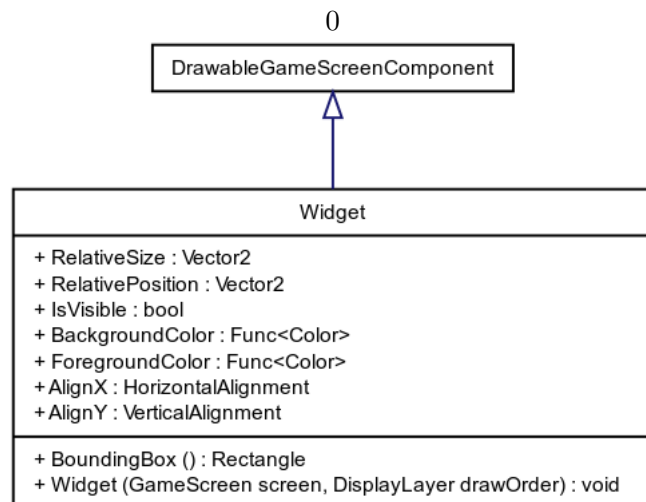 0
DrawableGameScreenComponent
Widget
+ RelativeSize : Vector2
+ RelativePosition : Vector2
+ IsVisible : bool
+ BackgroundColor : Func<Color>
+ ForegroundColor : Func<Color>
+ AlignX : HorizontalAlignment
+ AlignY : VerticalAlignment
+ BoundingBox () : Rectangle
+ Widget (GameScreen screen, DisplayLayer drawOrder) : void